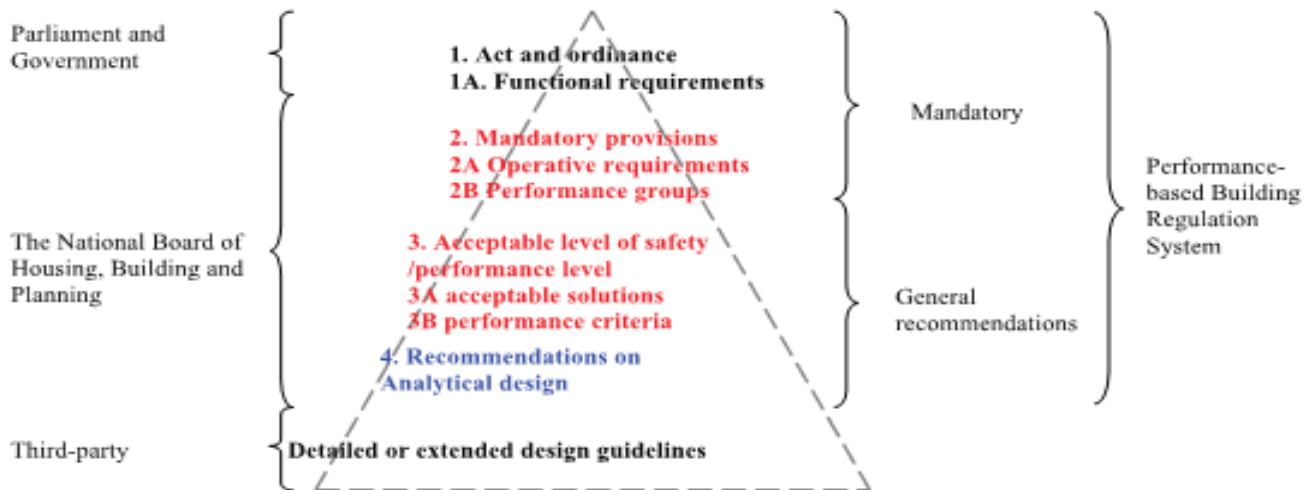 Parliament and
Government
1. Act and ordinance
1A. Functional requirements
Mandatory
2. Mandatory provisions
2A Operative requirements
2B Performance groups
Performance-
based Building
Regulation
System
The National Board of
Housing, Building and
Planning
3. Acceptable level of safety
/performance level
3A acceptable solutions
3B performance criteria
General
recommendations
4. Recommendations on
Analytical design
Third-party
Detailed or extended design guidelines